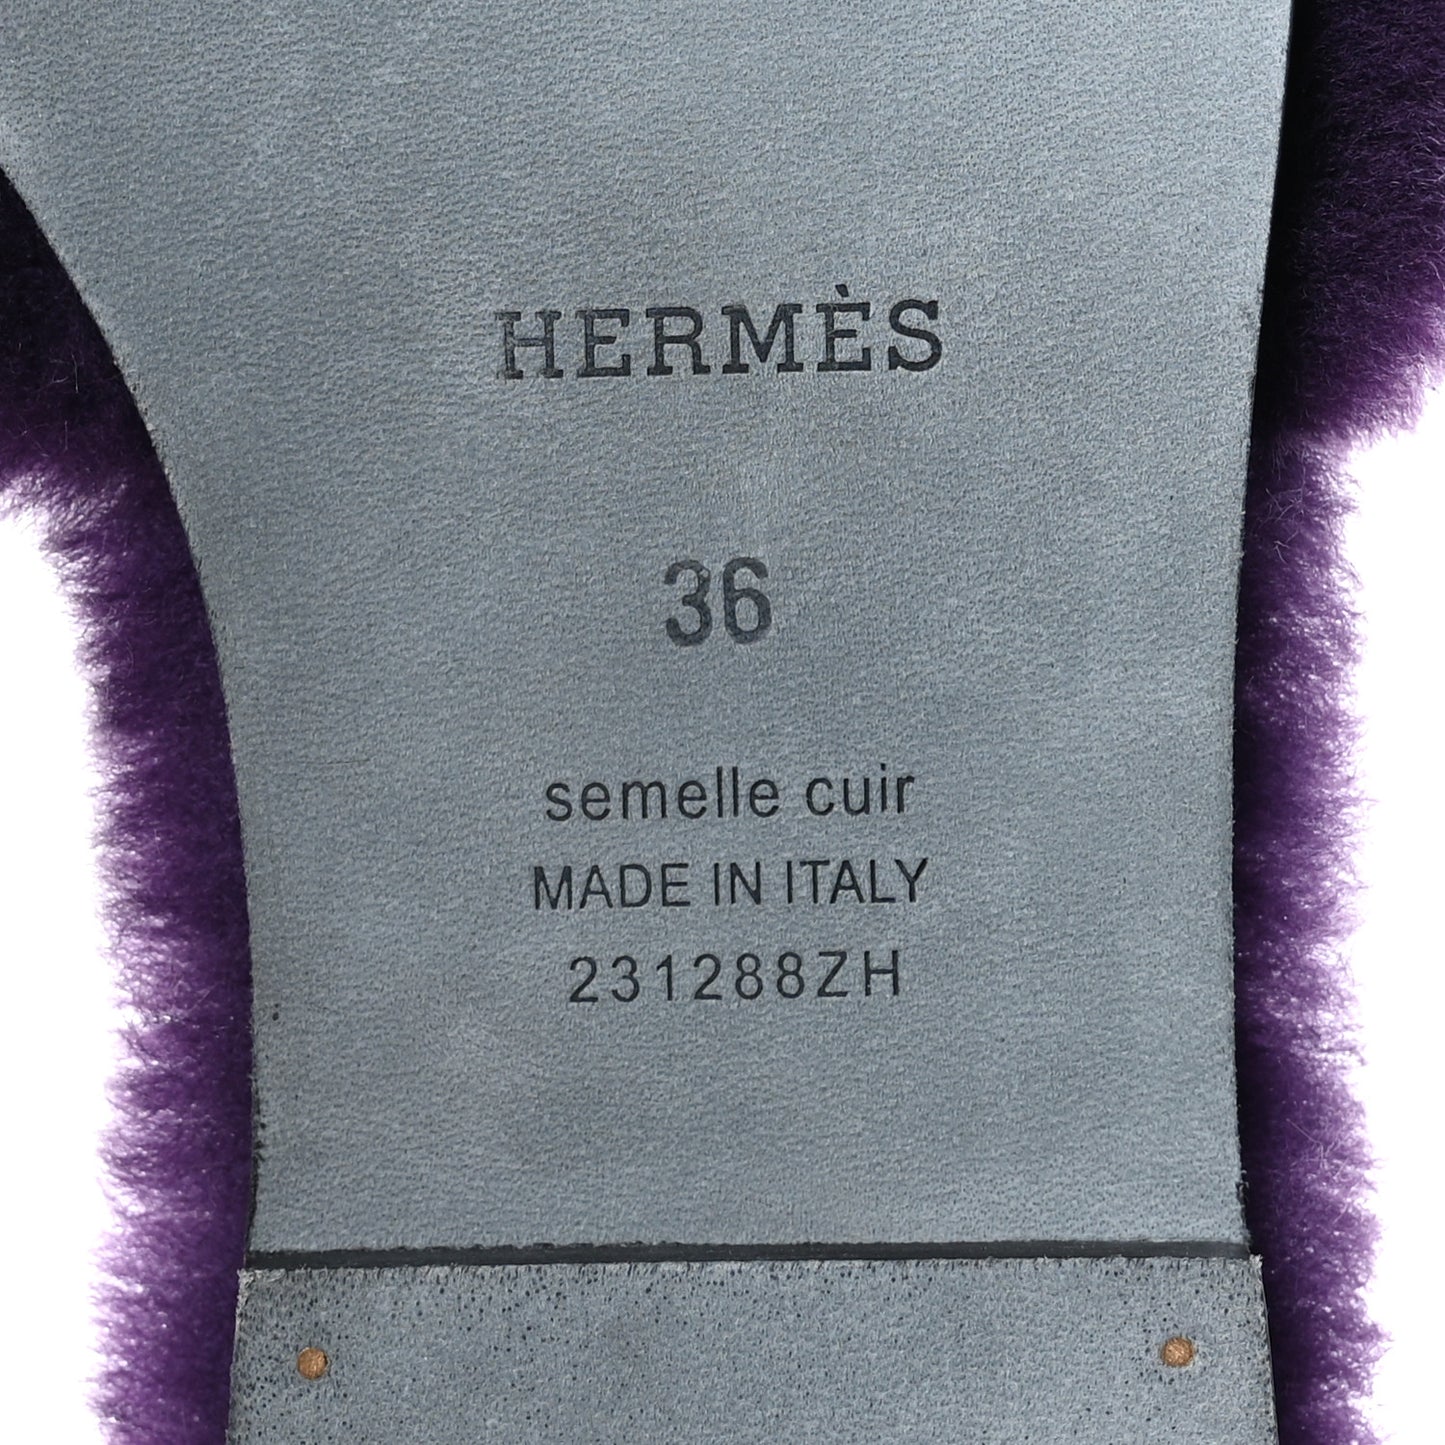 HERMÈS
36
semelle cuir
MADE IN ITALY
231288ZH